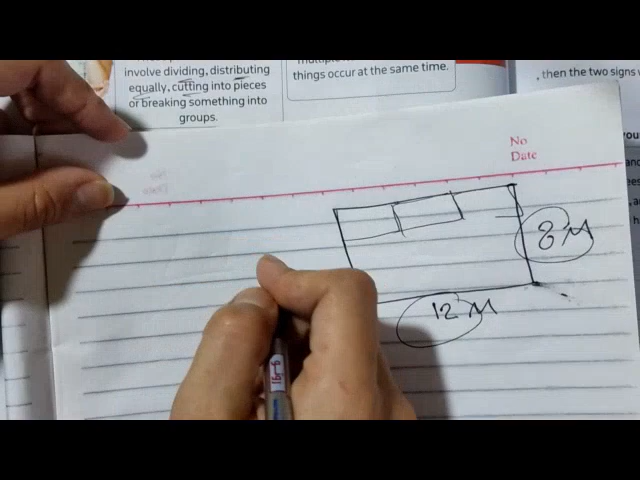 involve dividing, distributing
equally, cutting into pieces
or breaking something into
groups.
things occur at the same time.
, then the two signs
No
Date
8 M
12 M